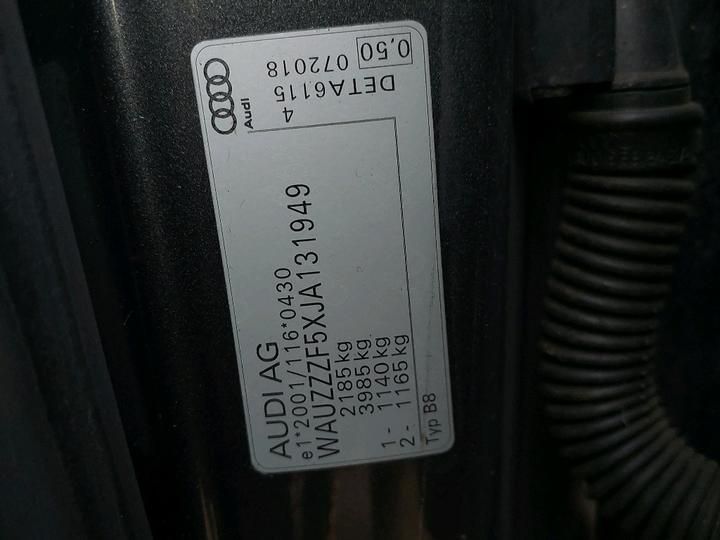 AUDI AG
e1*2001/116*0430
WAUZZZF5XJA131949
2185 kg
3985 kg
1- 1140 kg
2- 1165 kg
Typ B8
Audi
4
DETA6115
072018
0,50